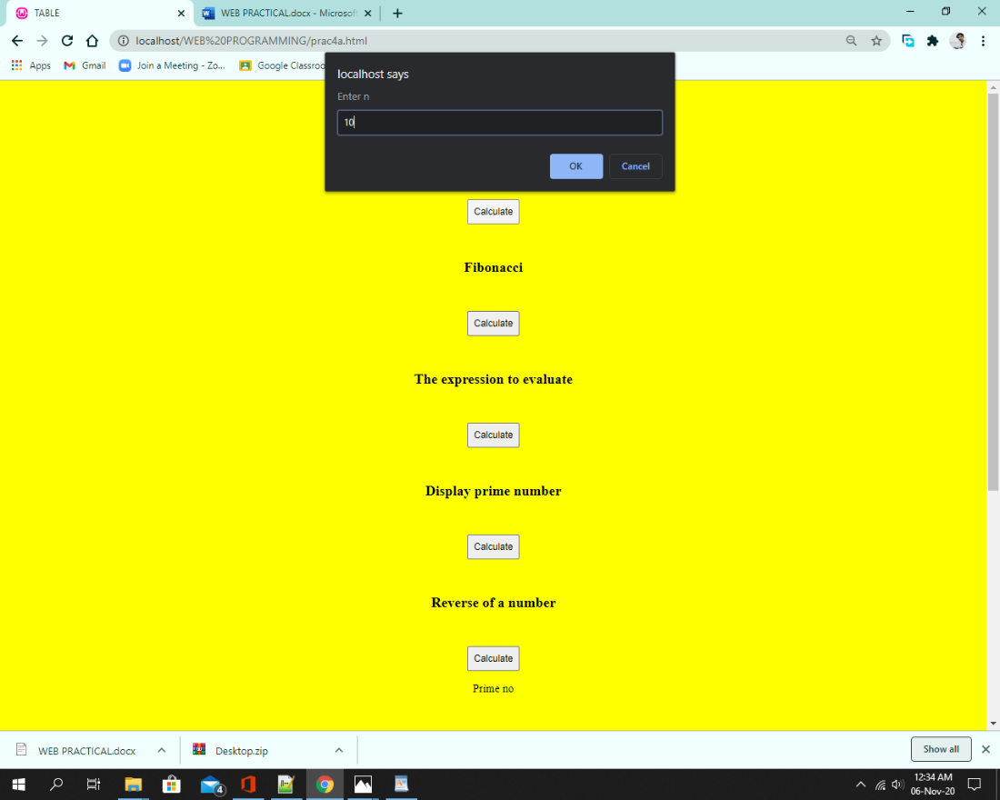 TABLE
WEB PRACTICAL.docx - Microsof
localhost/WEB%20PROGRAMMING/prac4a.html
Apps
Gmail
Join a Meeting - Zo...
Google Classroo
localhost says
Enter n
10
OK
Cancel
Calculate
Fibonacci
Calculate
The expression to evaluate
Calculate
Display prime number
Calculate
Reverse of a number
Calculate
Prime no
WEB PRACTICAL.docx
Desktop.zip
Show all
4
12:34 AM
06-Nov-20